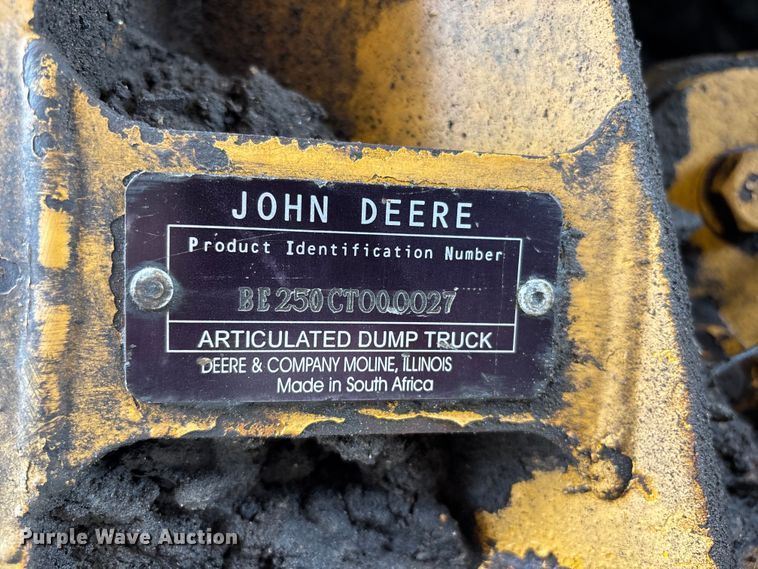 JOHN DEERE
Product Identification Number
BE250CT000027
ARTICULATED DUMP TRUCK
DEERE & COMPANY MOLINE, ILLINOIS
Made in South Africa
Purple Wave Auction